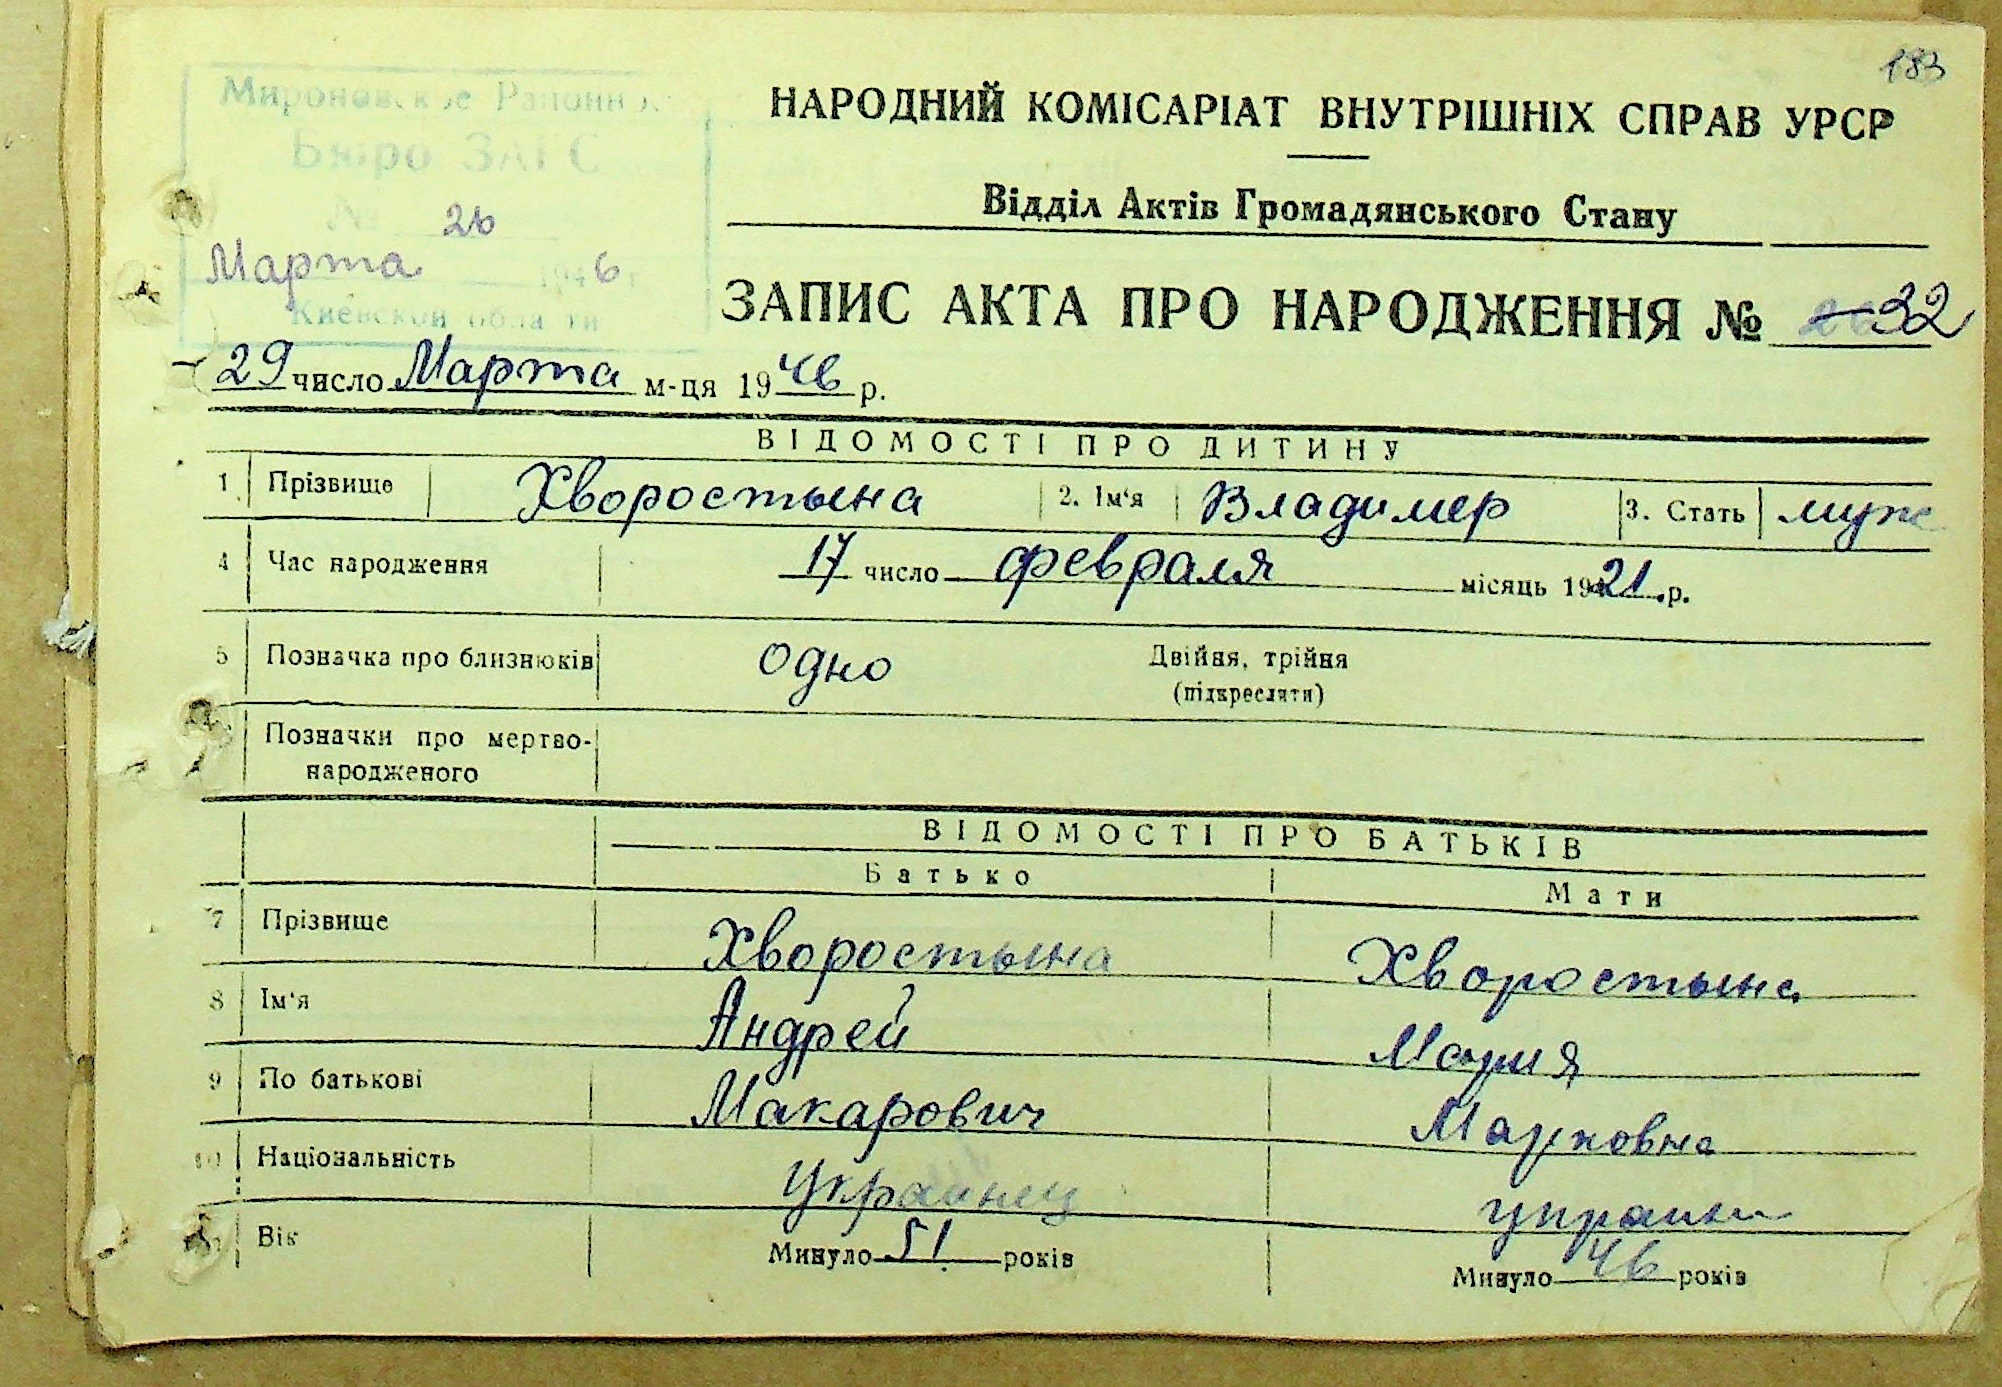 183
Мироновское Районное
Бюро ЗАГС
№ 26
Марта 1946 г.
Киевской области
НАРОДНИЙ КОМІСАРІАТ ВНУТРІШНІХ СПРАВ УРСР
Відділ Актів Громадянського Стану
ЗАПИС АКТА ПРО НАРОДЖЕННЯ № 32
29 число Марта м-ця 1946 р.
ВІДОМОСТІ ПРО ДИТИНУ
1 Прізвище Хворостына 2. Ім'я Владимер 3. Стать муж
4 Час народження 17 число февраля місяць 1921 р.
5 Позначка про близнюків Одно Двійня, трійня
(підкреслити)
Позначки про мертво-
народженого
ВІДОМОСТІ ПРО БАТЬКІВ
Батько Мати
7 Прізвище Хворостына Хворостына
8 Ім'я Андрей Мария
9 По батькові Макарович Марковна
10 Національність Украинец украин
Вік Минуло 51 років Минуло 46 років